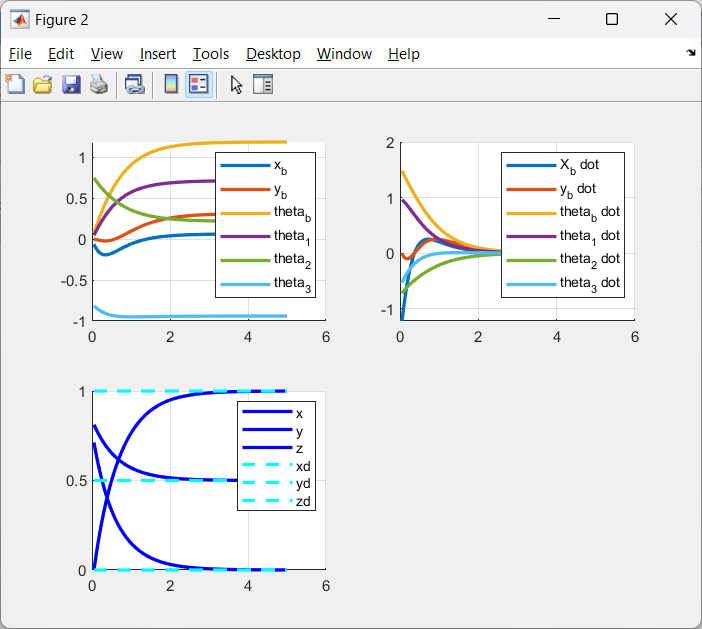 Figure 2
File Edit View Insert Tools Desktop Window Help
1
0.5
0
-0.5
-1
0 2 4 6
x_b
y_b
theta_b
theta_1
theta_2
theta_3
2
1
0
-1
0 2 4 6
X_b dot
y_b dot
theta_b dot
theta_1 dot
theta_2 dot
theta_3 dot
1
0.5
0
0 2 4 6
x
y
z
xd
yd
zd